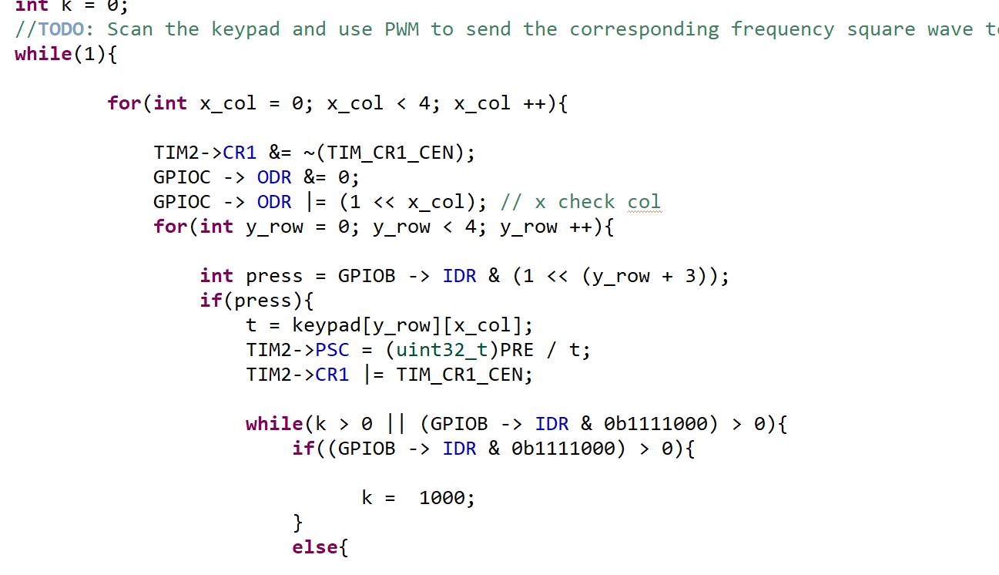 int k = 0;
//TODO: Scan the keypad and use PWM to send the corresponding frequency square wave
while(1){
for(int x_col = 0; x_col < 4; x_col ++){
TIM2->CR1 &= ~(TIM_CR1_CEN);
GPIOC -> ODR &= 0;
GPIOC -> ODR |= (1 << x_col); // x check col
for(int y_row = 0; y_row < 4; y_row ++){
int press = GPIOB -> IDR & (1 << (y_row + 3));
if(press){
t = keypad[y_row][x_col];
TIM2->PSC = (uint32_t)PRE / t;
TIM2->CR1 |= TIM_CR1_CEN;
while(k > 0 || (GPIOB -> IDR & 0b1111000) > 0){
if((GPIOB -> IDR & 0b1111000) > 0){
k =  1000;
}
else{